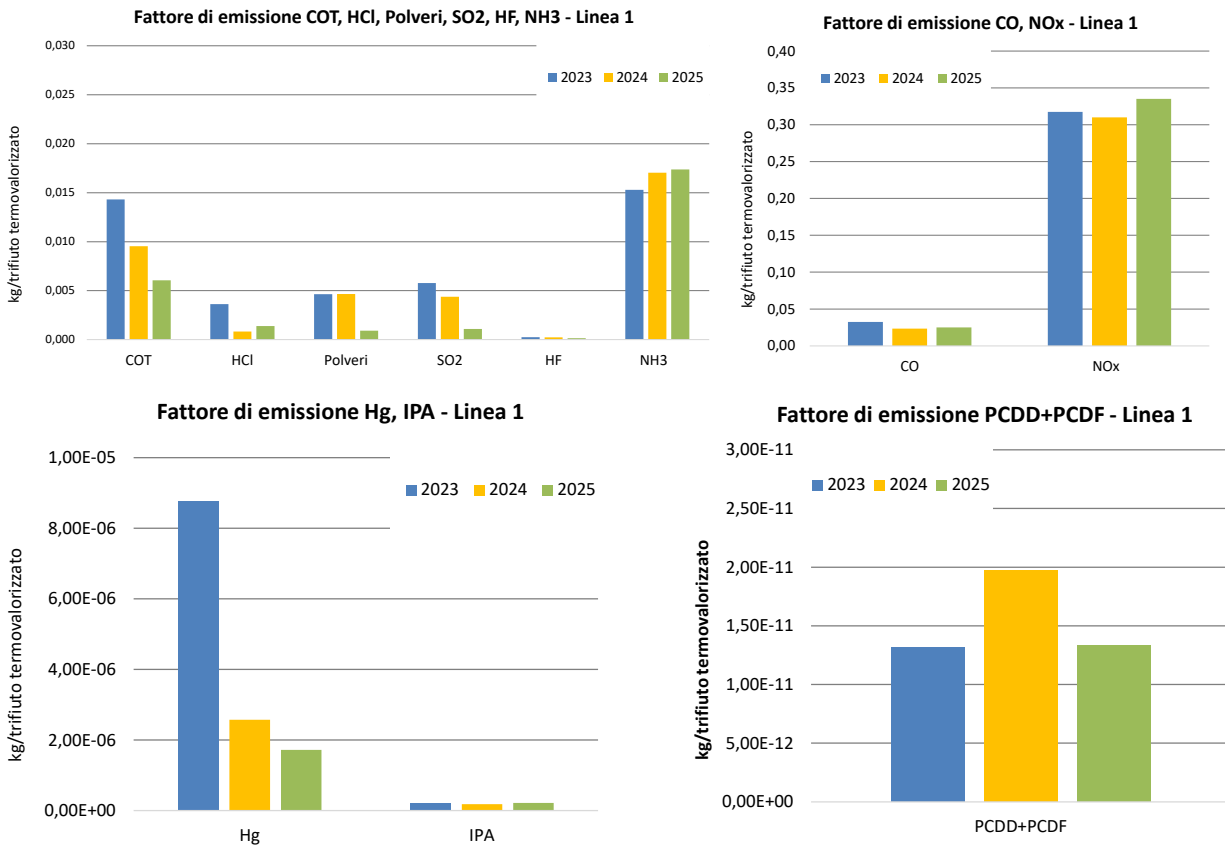 Fattore di emissione COT, HCl, Polveri, SO2, HF, NH3 - Linea 1
kg/trifiuto termovalorizzato
0,030
0,025
0,020
0,015
0,010
0,005
0,000
2023 2024 2025
COT HCl Polveri SO2 HF NH3
Fattore di emissione CO, NOx - Linea 1
kg/trifiuto termovalorizzato
0,40
0,35
0,30
0,25
0,20
0,15
0,10
0,05
0,00
2023 2024 2025
CO NOx
Fattore di emissione Hg, IPA - Linea 1
kg/trifiuto termovalorizzato
1,00E-05
8,00E-06
6,00E-06
4,00E-06
2,00E-06
0,00E+00
2023 2024 2025
Hg IPA
Fattore di emissione PCDD+PCDF - Linea 1
kg/trifiuto termovalorizzato
3,00E-11
2,50E-11
2,00E-11
1,50E-11
1,00E-11
5,00E-12
0,00E+00
2023 2024 2025
PCDD+PCDF